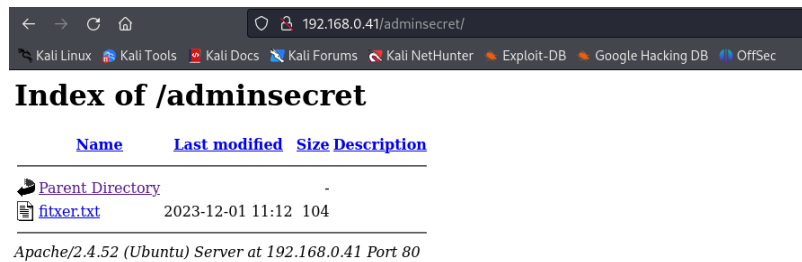 192.168.0.41/adminsecret/
Kali Linux Kali Tools Kali Docs Kali Forums Kali NetHunter Exploit-DB Google Hacking DB OffSec
Index of /adminsecret
Name Last modified Size Description
Parent Directory -
fitxer.txt 2023-12-01 11:12 104
Apache/2.4.52 (Ubuntu) Server at 192.168.0.41 Port 80